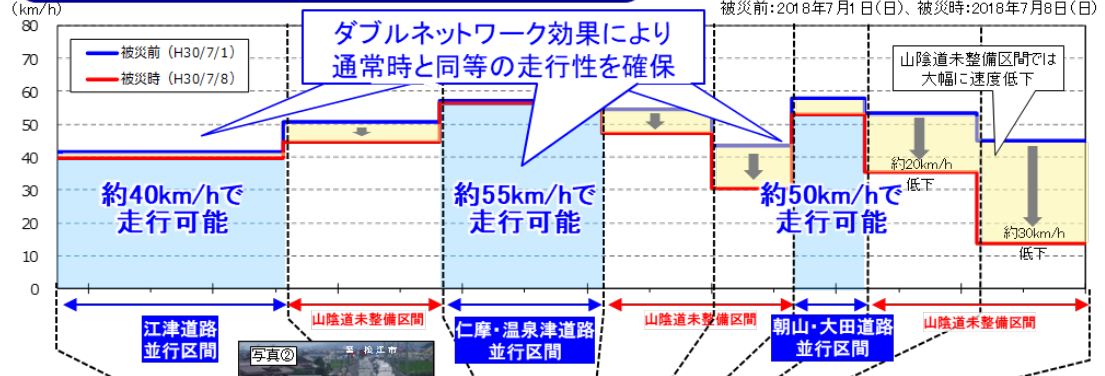 (km/h)
被災前:2018年7月1日(日)、被災時:2018年7月8日(日)
80
70
60
50
40
30
20
10
0
被災前 (H30/7/1)
被災時 (H30/7/8)
ダブルネットワーク効果により
通常時と同等の走行性を確保
山陰道未整備区間では
大幅に速度低下
約40km/hで
走行可能
約55km/hで
走行可能
約50km/hで
走行可能
約20km/h
低下
約30km/h
低下
江津道路
並行区間
山陰道未整備区間
仁摩・温泉津道路
並行区間
山陰道未整備区間
朝山・大田道路
並行区間
山陰道未整備区間
写真②
至 松江市